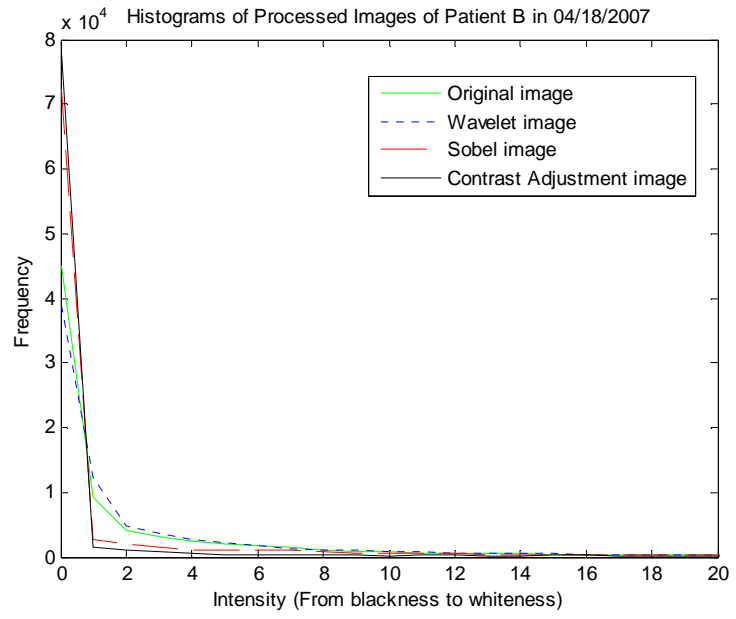 x 10⁴
Histograms of Processed Images of Patient B in 04/18/2007
8
7
6
5
4
3
2
1
0
Frequency
Original image
Wavelet image
Sobel image
Contrast Adjustment image
0 2 4 6 8 10 12 14 16 18 20
Intensity (From blackness to whiteness)